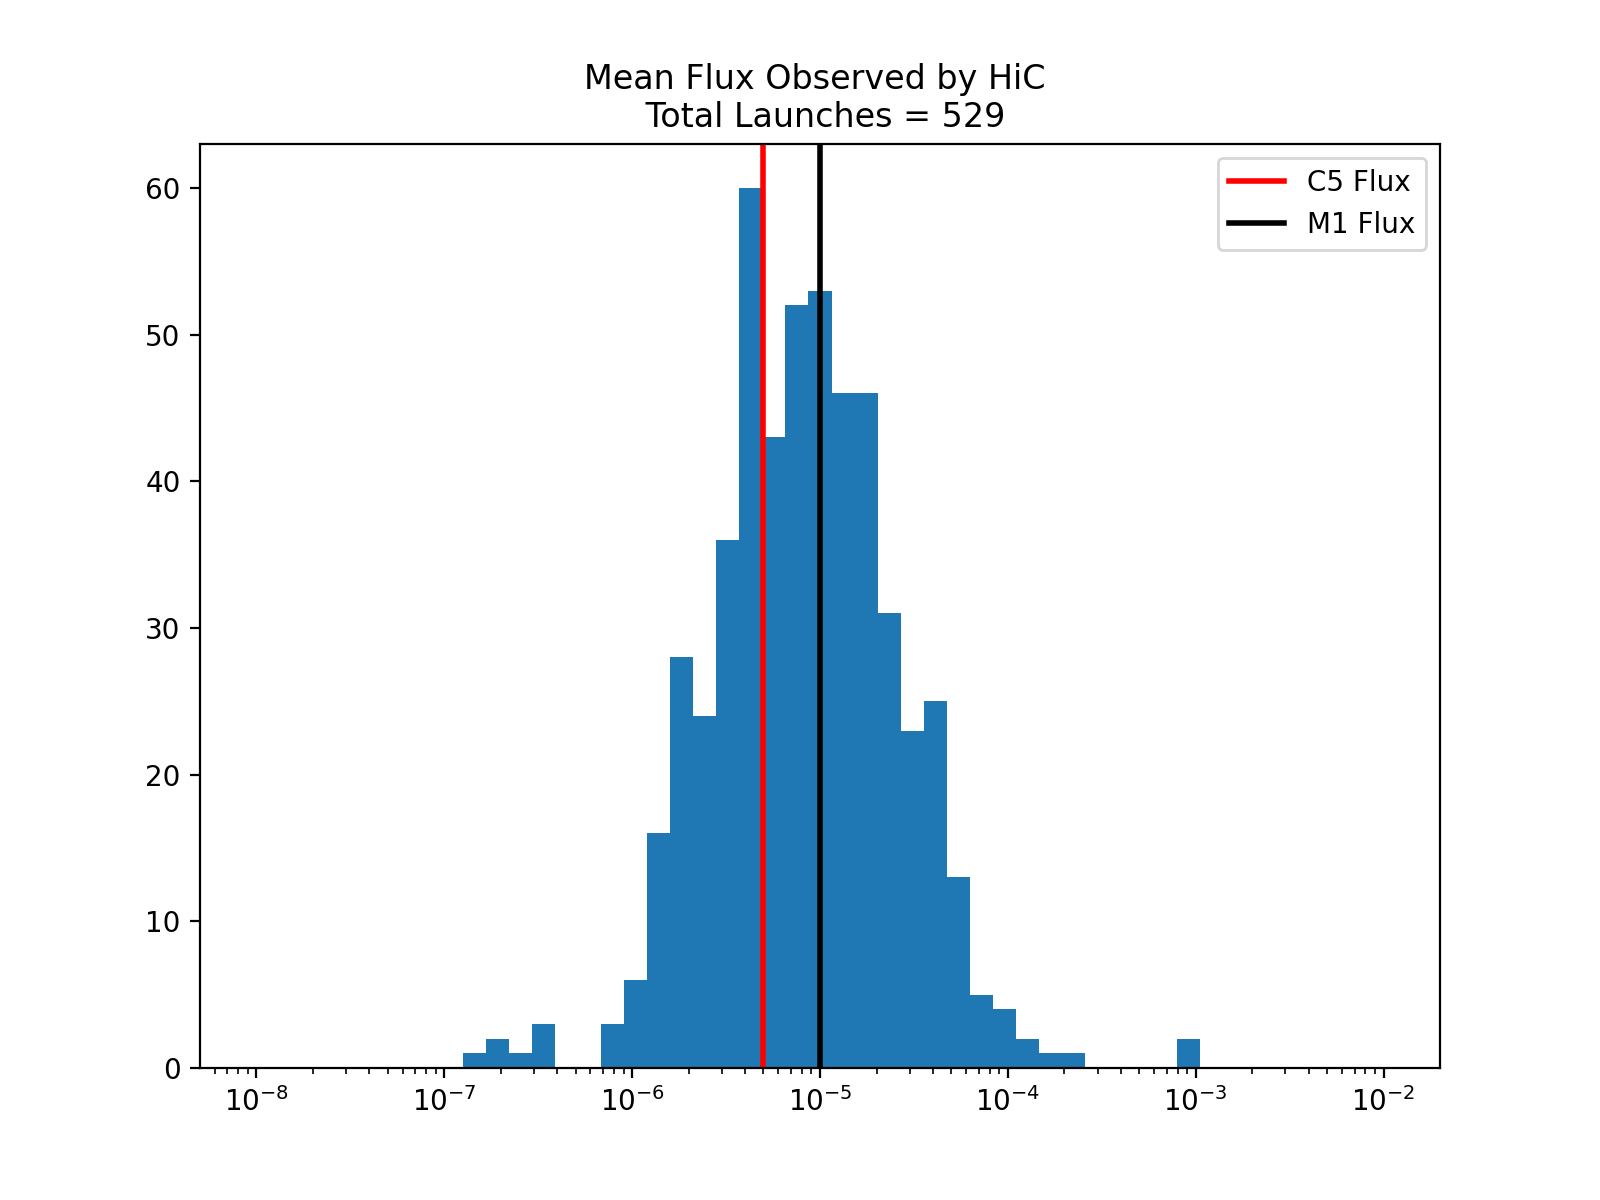 Mean Flux Observed by HiC
Total Launches = 529
C5 Flux
M1 Flux
60
50
40
30
20
10
0
10⁻⁸ 10⁻⁷ 10⁻⁶ 10⁻⁵ 10⁻⁴ 10⁻³ 10⁻²